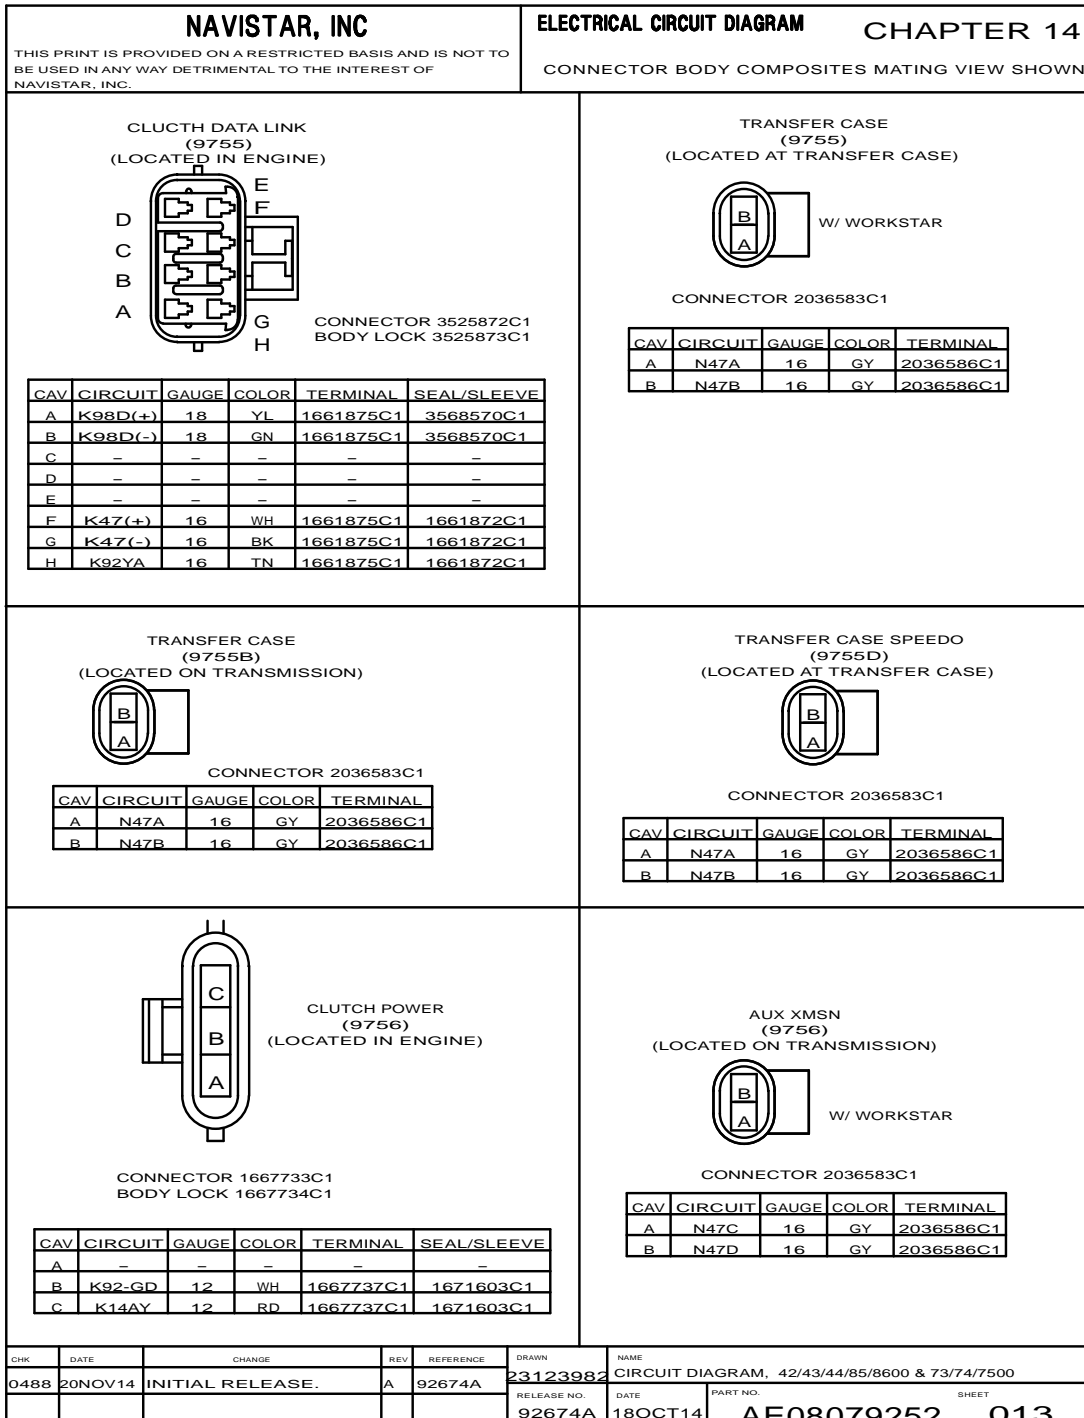 NAVISTAR, INC
THIS PRINT IS PROVIDED ON A RESTRICTED BASIS AND IS NOT TO
BE USED IN ANY WAY DETRIMENTAL TO THE INTEREST OF
NAVISTAR, INC.
ELECTRICAL CIRCUIT DIAGRAM CHAPTER 14
CONNECTOR BODY COMPOSITES MATING VIEW SHOWN
CLUCTH DATA LINK
(9755)
(LOCATED IN ENGINE)
E
F
D
C
B
A
G
H
CONNECTOR 3525872C1
BODY LOCK 3525873C1
CAV CIRCUIT GAUGE COLOR TERMINAL SEAL/SLEEVE
A K98D(+) 18 YL 1661875C1 3568570C1
B K98D(-) 18 GN 1661875C1 3568570C1
C – – – – –
D – – – – –
E – – – – –
F K47(+) 16 WH 1661875C1 1661872C1
G K47(-) 16 BK 1661875C1 1661872C1
H K92YA 16 TN 1661875C1 1661872C1
TRANSFER CASE
(9755)
(LOCATED AT TRANSFER CASE)
B
A
W/ WORKSTAR
CONNECTOR 2036583C1
CAV CIRCUIT GAUGE COLOR TERMINAL
A N47A 16 GY 2036586C1
B N47B 16 GY 2036586C1
TRANSFER CASE
(9755B)
(LOCATED ON TRANSMISSION)
B
A
CONNECTOR 2036583C1
CAV CIRCUIT GAUGE COLOR TERMINAL
A N47A 16 GY 2036586C1
B N47B 16 GY 2036586C1
TRANSFER CASE SPEEDO
(9755D)
(LOCATED AT TRANSFER CASE)
B
A
CONNECTOR 2036583C1
CAV CIRCUIT GAUGE COLOR TERMINAL
A N47A 16 GY 2036586C1
B N47B 16 GY 2036586C1
C
B
A
CLUTCH POWER
(9756)
(LOCATED IN ENGINE)
CONNECTOR 1667733C1
BODY LOCK 1667734C1
CAV CIRCUIT GAUGE COLOR TERMINAL SEAL/SLEEVE
A – – – – –
B K92-GD 12 WH 1667737C1 1671603C1
C K14AY 12 RD 1667737C1 1671603C1
AUX XMSN
(9756)
(LOCATED ON TRANSMISSION)
B
A
W/ WORKSTAR
CONNECTOR 2036583C1
CAV CIRCUIT GAUGE COLOR TERMINAL
A N47C 16 GY 2036586C1
B N47D 16 GY 2036586C1
CHK DATE CHANGE REV REFERENCE
0488 20NOV14 INITIAL RELEASE. A 92674A
DRAWN
23123982
NAME
CIRCUIT DIAGRAM, 42/43/44/85/8600 & 73/74/7500
RELEASE NO.
92674A
DATE
18OCT14
PART NO.
AE08079252
SHEET
013